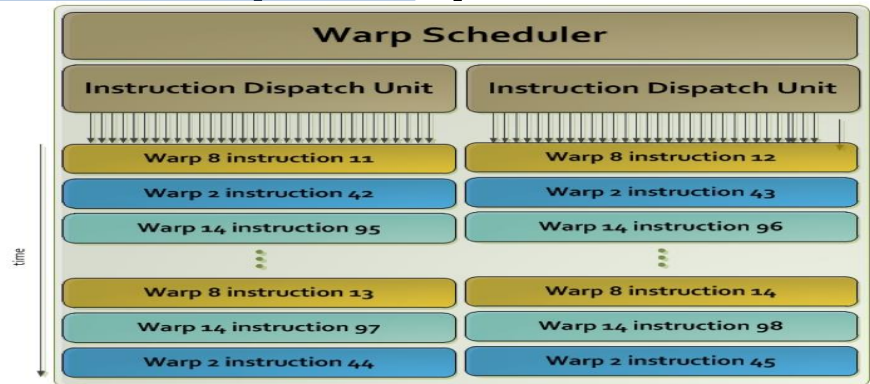 Warp Scheduler
Instruction Dispatch Unit Instruction Dispatch Unit
Warp 8 instruction 11 Warp 8 instruction 12
Warp 2 instruction 42 Warp 2 instruction 43
Warp 14 instruction 95 Warp 14 instruction 96
time
Warp 8 instruction 13 Warp 8 instruction 14
Warp 14 instruction 97 Warp 14 instruction 98
Warp 2 instruction 44 Warp 2 instruction 45